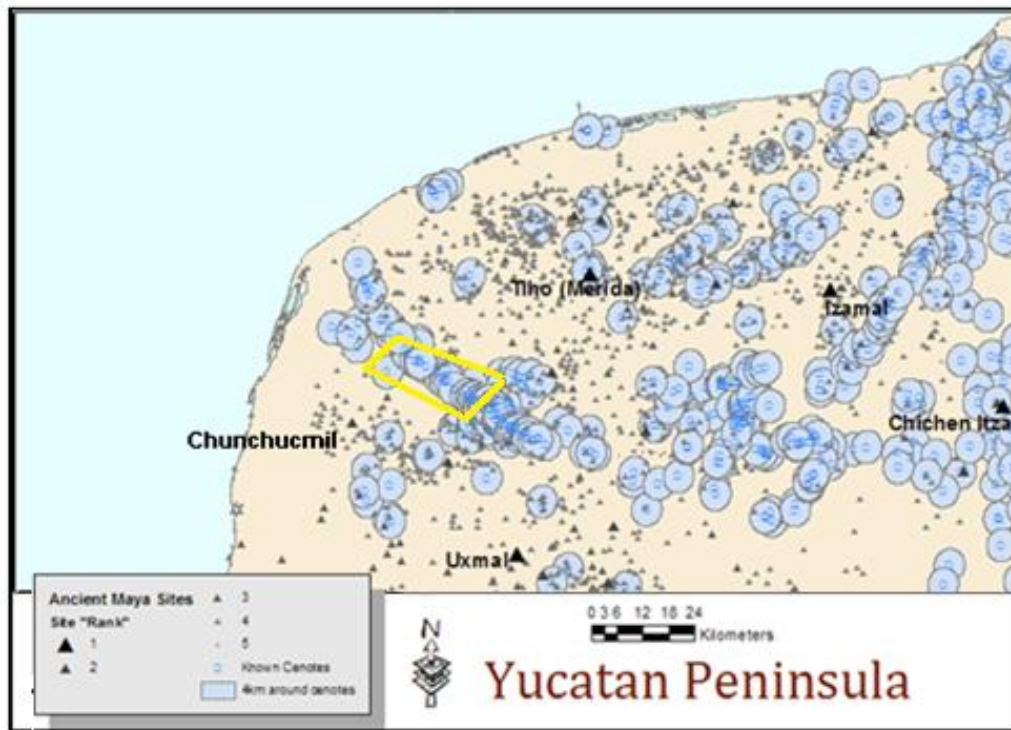 Tiho (Merida)
Izamal
Chunchucmil
Chichen Itza
Uxmal
Ancient Maya Sites
Site "Rank"
1
2
3
4
5
Known Cenotes
4km around cenotes
N
0 3 6 12 18 24
Kilometers
Yucatan Peninsula